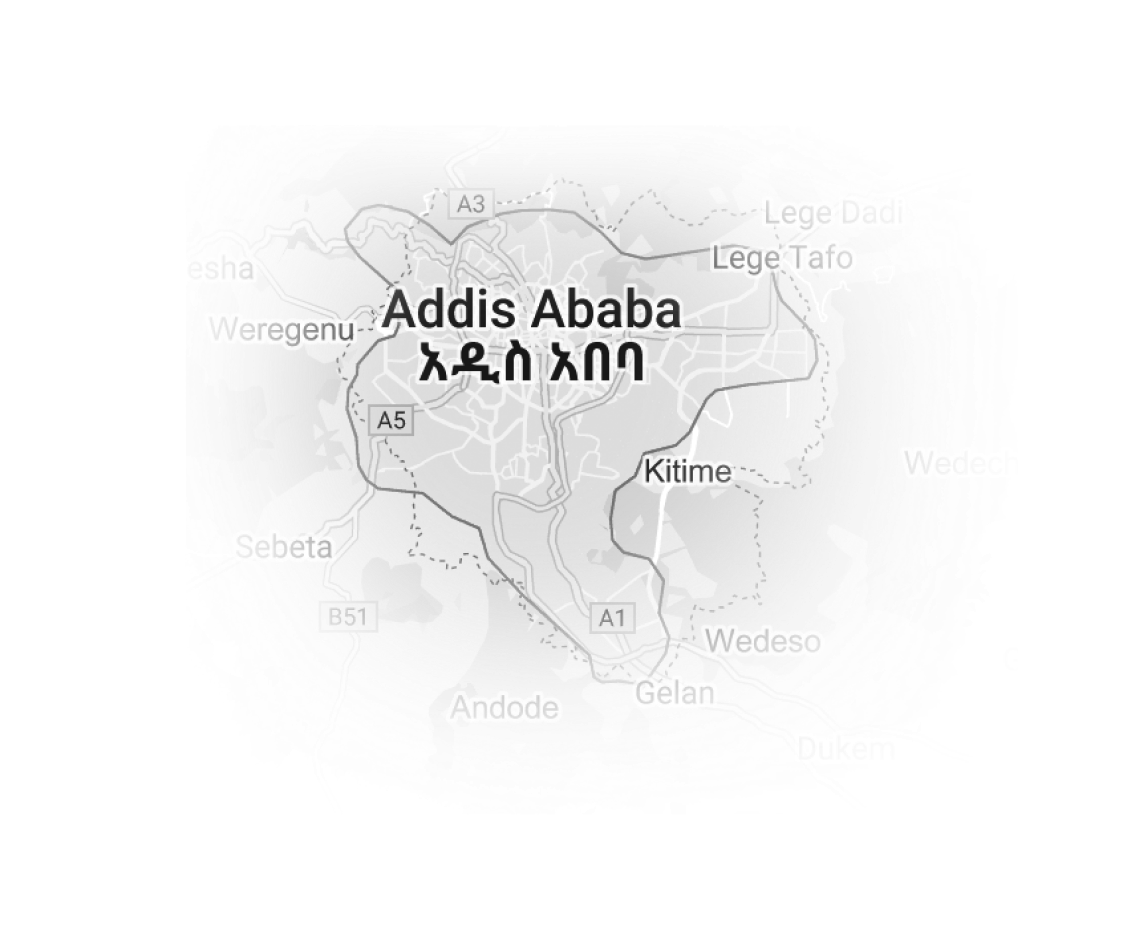 A3
Lege Dadi
Lege Tafo
esha
Addis Ababa
Weregenu
አዲስ አበባ
A5
Kitime
Wedech
Sebeta
B51
A1
Wedeso
Gelan
Andode
Dukem